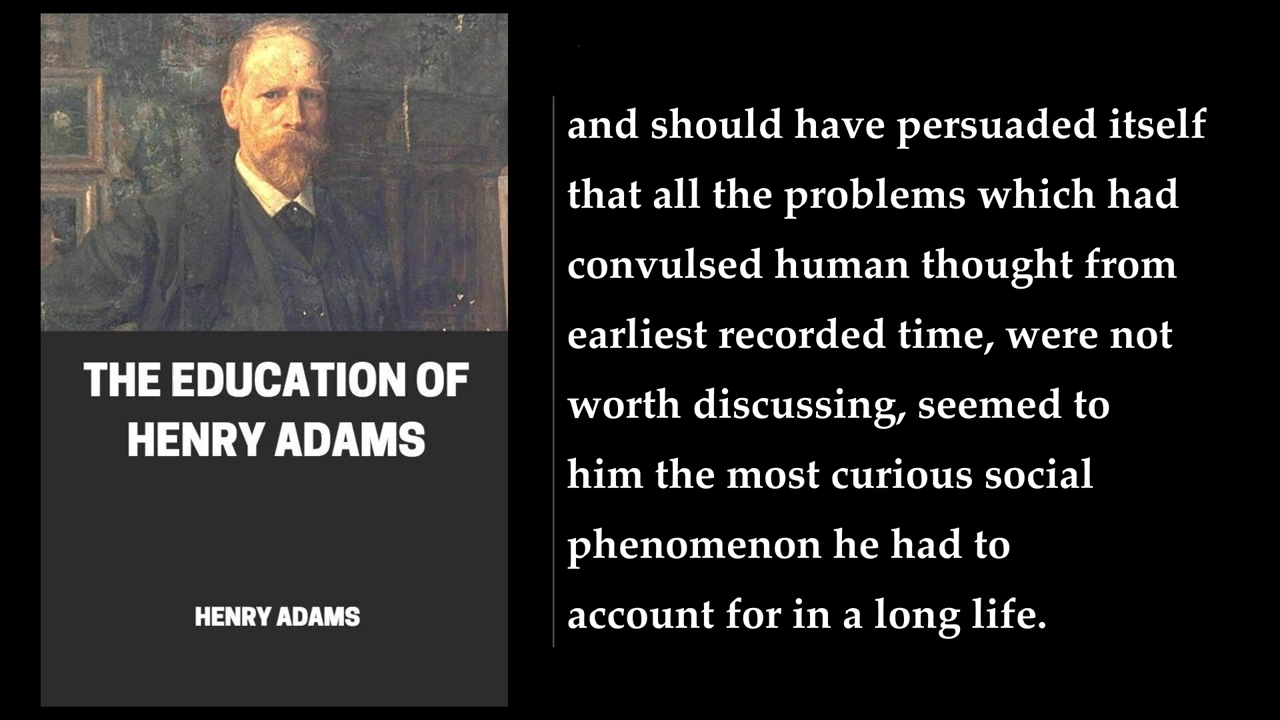 THE EDUCATION OF
HENRY ADAMS
HENRY ADAMS
and should have persuaded itself
that all the problems which had
convulsed human thought from
earliest recorded time, were not
worth discussing, seemed to
him the most curious social
phenomenon he had to
account for in a long life.